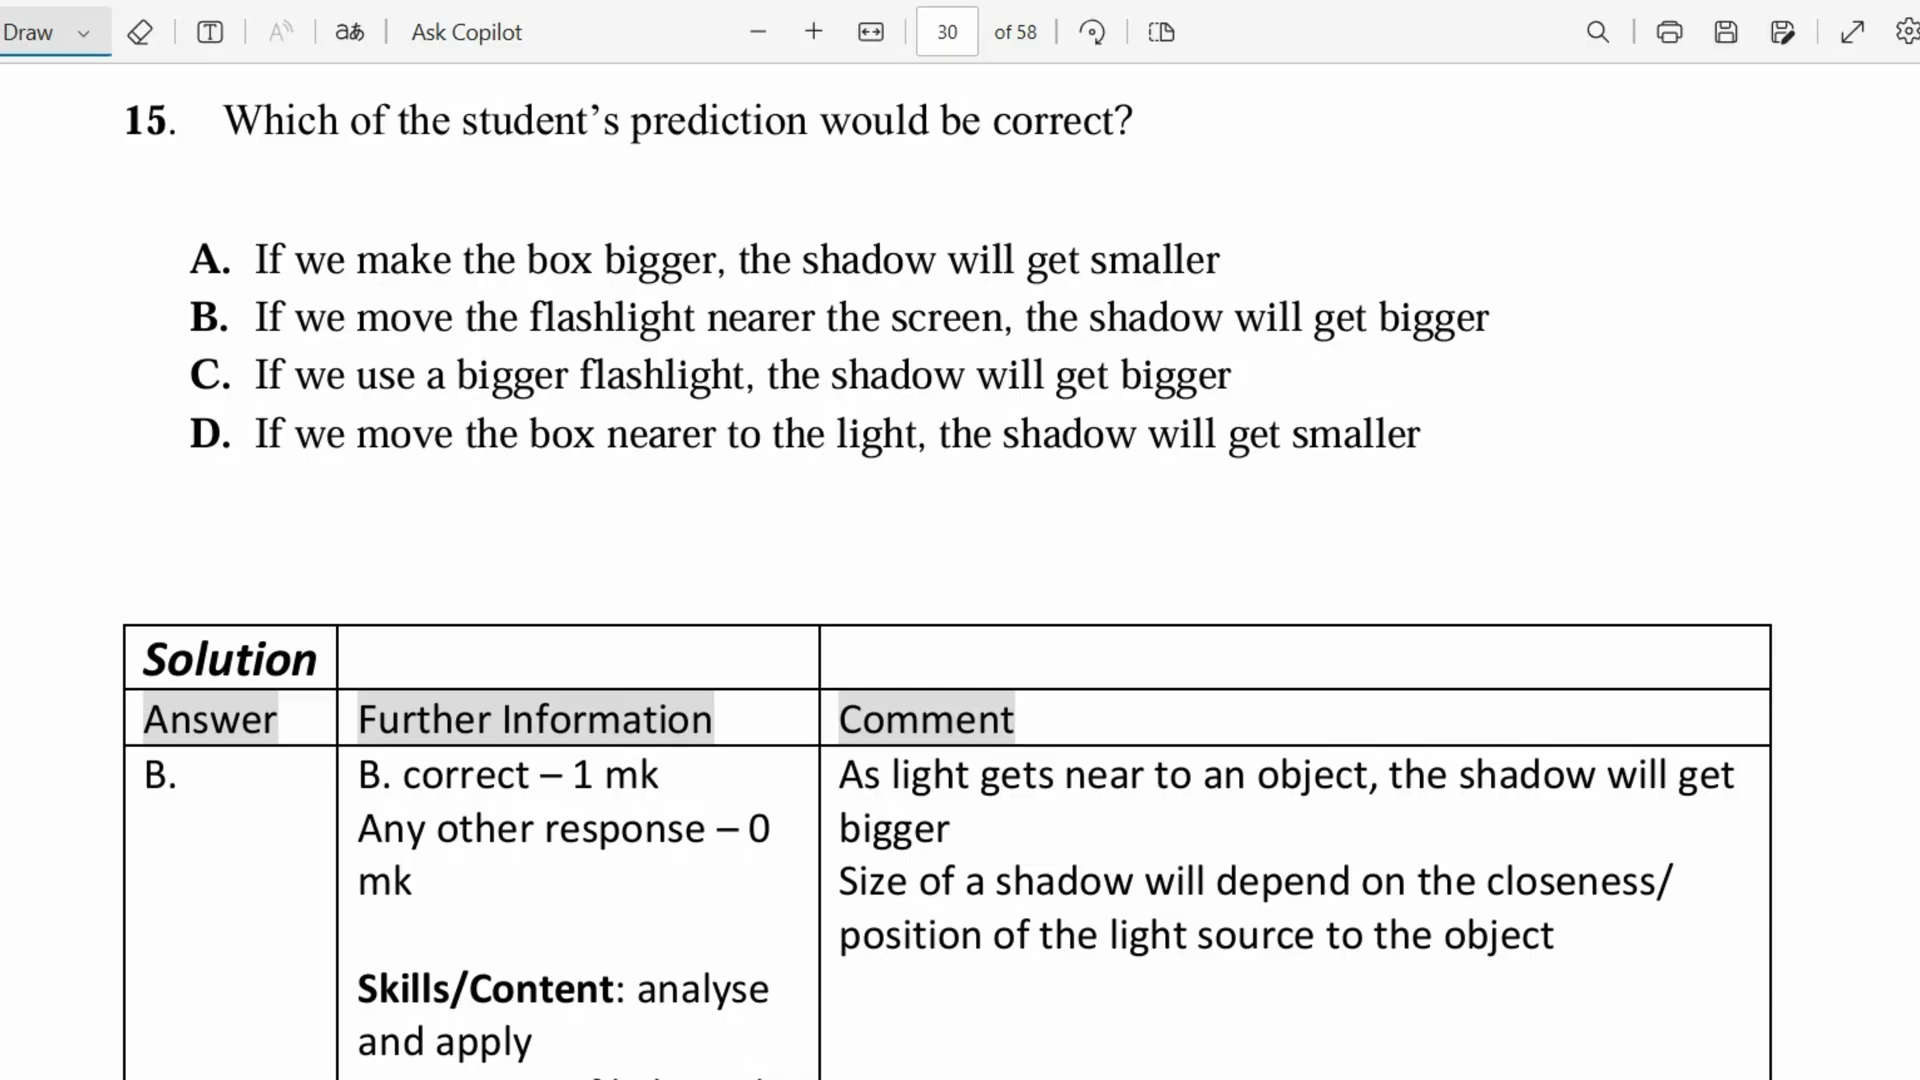 Draw
aあ
Ask Copilot
30
of 58
15. Which of the student's prediction would be correct?
A. If we make the box bigger, the shadow will get smaller
B. If we move the flashlight nearer the screen, the shadow will get bigger
C. If we use a bigger flashlight, the shadow will get bigger
D. If we move the box nearer to the light, the shadow will get smaller
Solution
Answer
Further Information
Comment
B.
B. correct – 1 mk
Any other response – 0
mk
Skills/Content: analyse
and apply
As light gets near to an object, the shadow will get
bigger
Size of a shadow will depend on the closeness/
position of the light source to the object